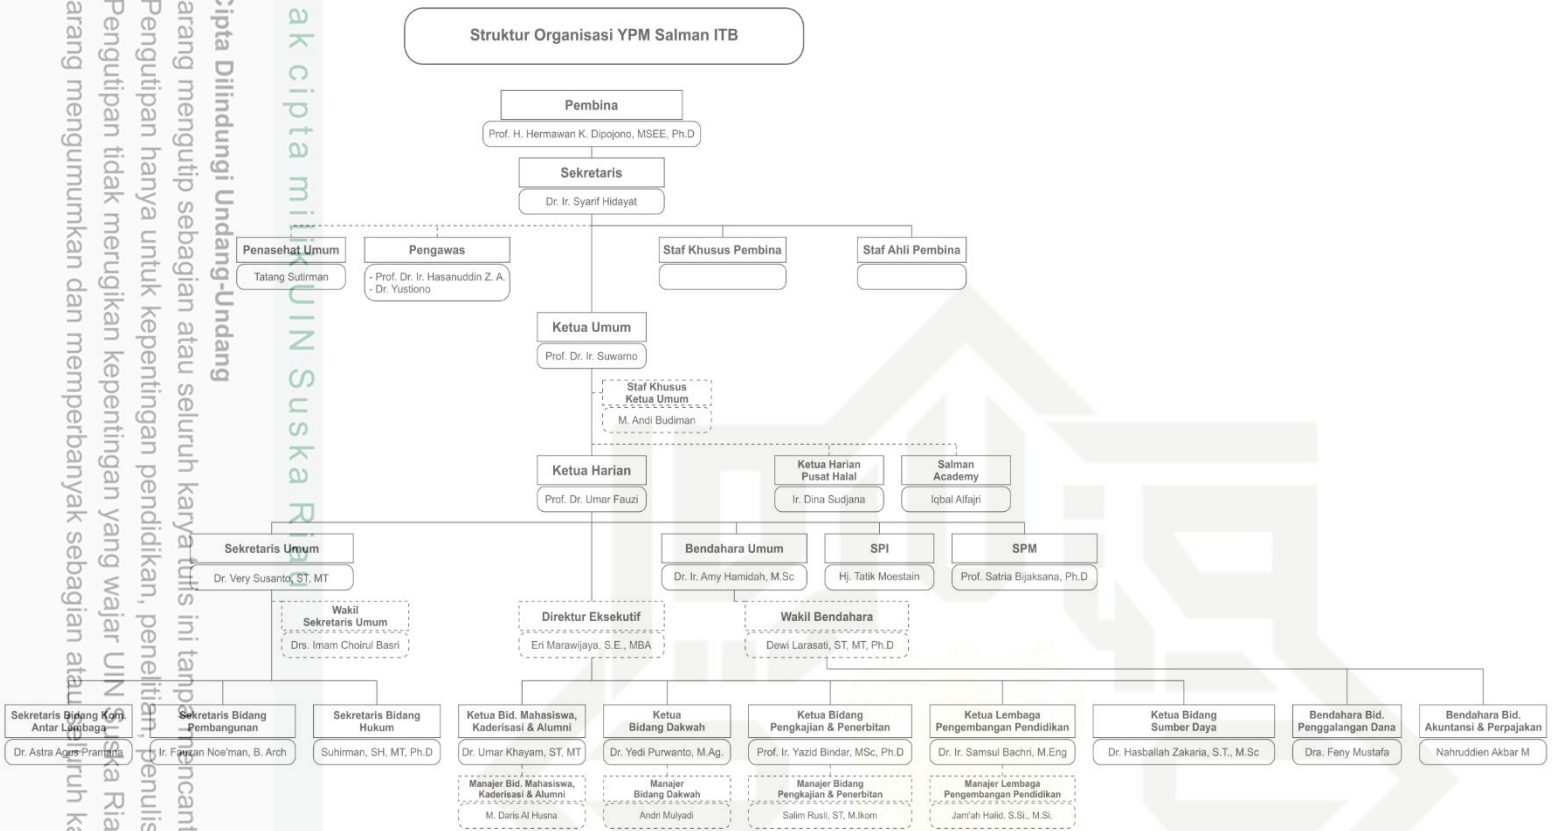 Struktur Organisasi YPM Salman ITB
Pembina
Prof. H. Hermawan K. Dipojono, MSEE, Ph.D
Sekretaris
Dr. Ir. Syarif Hidayat
Penasehat Umum
Tatang Sutirman
Pengawas
- Prof. Dr. Ir. Hasanuddin Z. A.
- Dr. Yustiono
Staf Khusus Pembina
Staf Ahli Pembina
Ketua Umum
Prof. Dr. Ir. Suwarno
Staf Khusus
Ketua Umum
M. Andi Budiman
Ketua Harian
Prof. Dr. Umar Fauzi
Ketua Harian
Pusat Halal
Ir. Dina Sudjana
Salman
Academy
Iqbal Alfajri
Sekretaris Umum
Dr. Very Susanto, ST, MT
Bendahara Umum
Dr. Ir. Amy Hamidah, M.Sc
SPI
Hj. Tatik Moestain
SPM
Prof. Satria Bijaksana, Ph.D
Wakil
Sekretaris Umum
Drs. Imam Choirul Basri
Direktur Eksekutif
Eri Marawijaya, S.E., MBA
Wakil Bendahara
Dewi Larasati, ST, MT, Ph.D
Sekretaris Bidang Kom.
Antar Lembaga
Dr. Astra Agus Pramana
Sekretaris Bidang
Pembangunan
Ir. Fauzan Noe'man, B. Arch
Sekretaris Bidang
Hukum
Suhirman, SH, MT, Ph.D
Ketua Bid. Mahasiswa,
Kaderisasi & Alumni
Dr. Umar Khayam, ST, MT
Ketua
Bidang Dakwah
Dr. Yedi Purwanto, M.Ag.
Ketua Bidang
Pengkajian & Penerbitan
Prof. Ir. Yazid Bindar, MSc, Ph.D
Ketua Lembaga
Pengembangan Pendidikan
Dr. Ir. Samsul Bachri, M.Eng
Ketua Bidang
Sumber Daya
Dr. Hasballah Zakaria, S.T., M.Sc
Bendahara Bid.
Penggalangan Dana
Dra. Feny Mustafa
Bendahara Bid.
Akuntansi & Perpajakan
Nahruddien Akbar M
Manajer Bid. Mahasiswa,
Kaderisasi & Alumni
M. Daris Al Husna
Manajer
Bidang Dakwah
Andri Mulyadi
Manajer Bidang
Pengkajian & Penerbitan
Salim Rusli, ST, M.Ikom
Manajer Lembaga
Pengembangan Pendidikan
Jam'ah Halid, S.Si., M.Si.
ak cipta milik UIN Suska Riau
Cipta Dilindungi Undang-Undang
arang mengutip sebagian atau seluruh karya tulis ini tanpa mencant
Pengutipan hanya untuk kepentingan pendidikan, penelitian, penulis
Pengutipan tidak merugikan kepentingan yang wajar UIN Suska Ria
arang mengumumkan dan memperbanyak sebagian atau seluruh ka